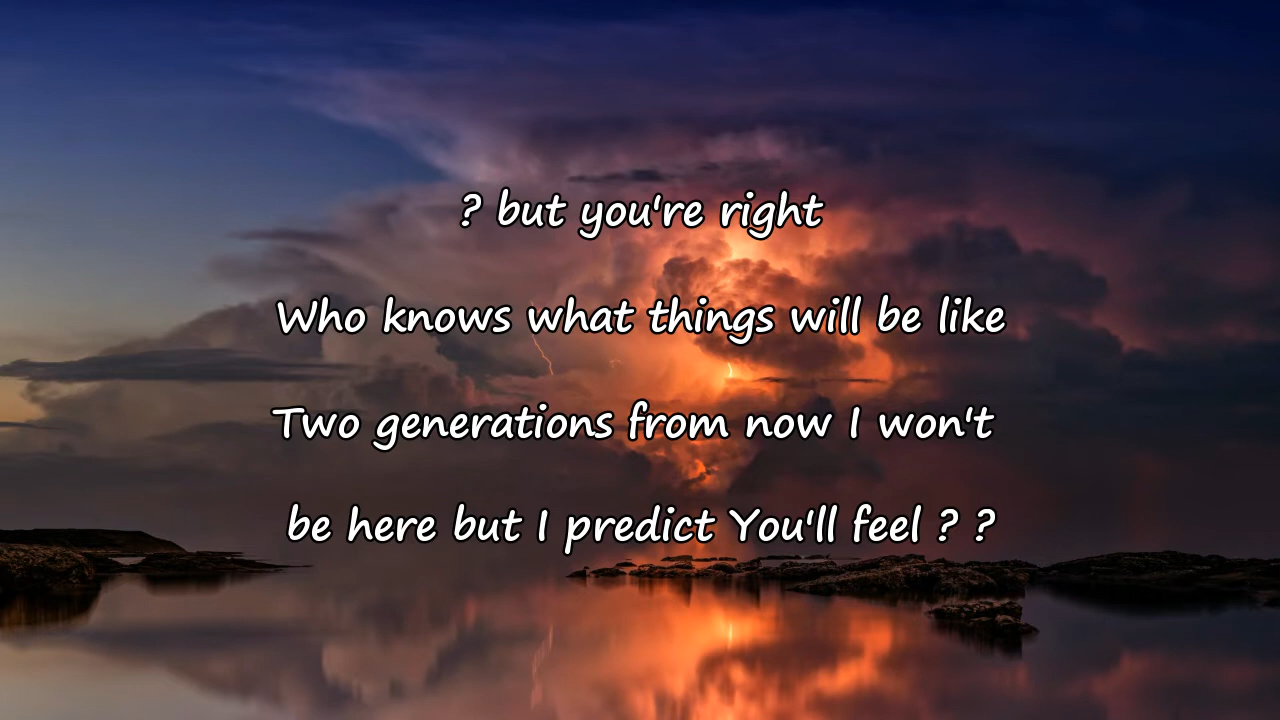 ? but you're right
Who knows what things will be like
Two generations from now I won't
be here but I predict You'll feel ? ?